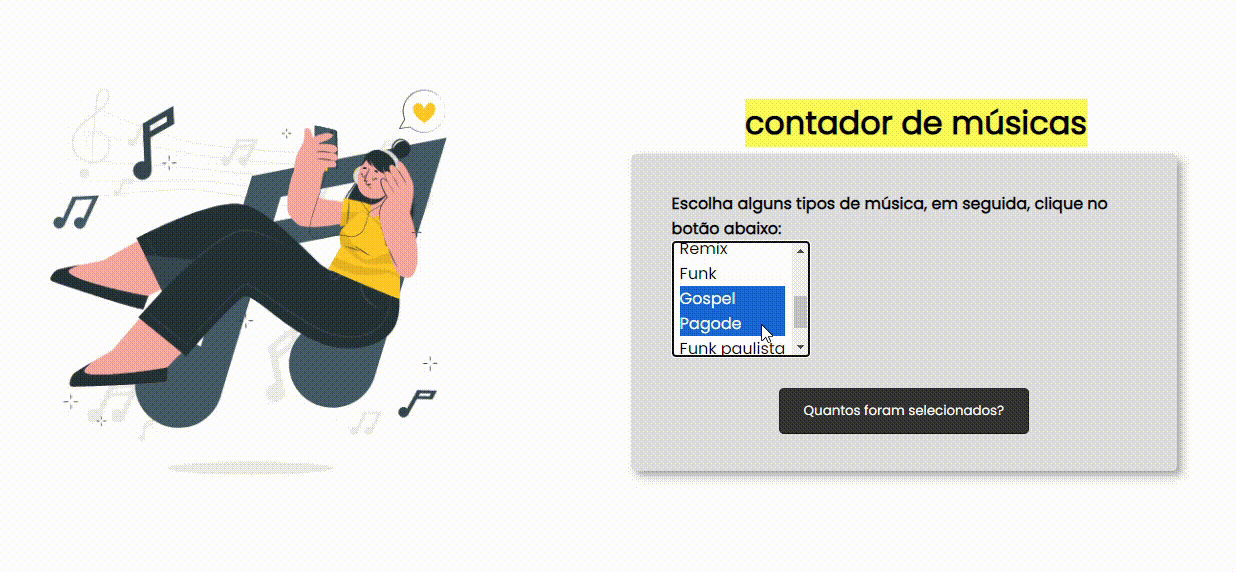 contador de músicas
Escolha alguns tipos de música, em seguida, clique no
botão abaixo:
Remix
Funk
Gospel
Pagode
Funk paulista
Quantos foram selecionados?